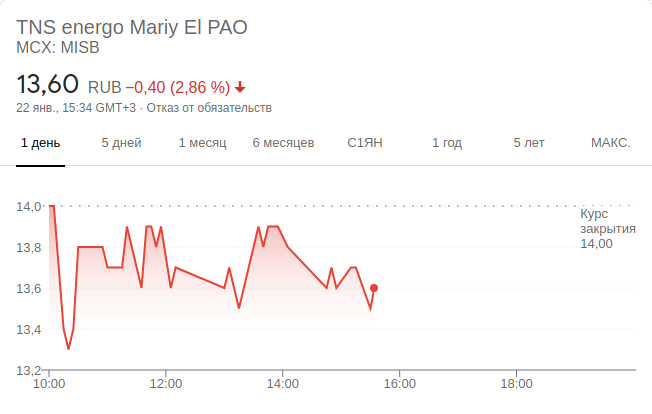 TNS energo Mariy El PAO
MCX: MISB
13,60 RUB −0,40 (2,86 %)
22 янв., 15:34 GMT+3 · Отказ от обязательств
1 день 5 дней 1 месяц 6 месяцев С1ЯН 1 год 5 лет МАКС.
14,0
Курс
закрытия
14,00
13,8
13,6
13,4
13,2
10:00 12:00 14:00 16:00 18:00